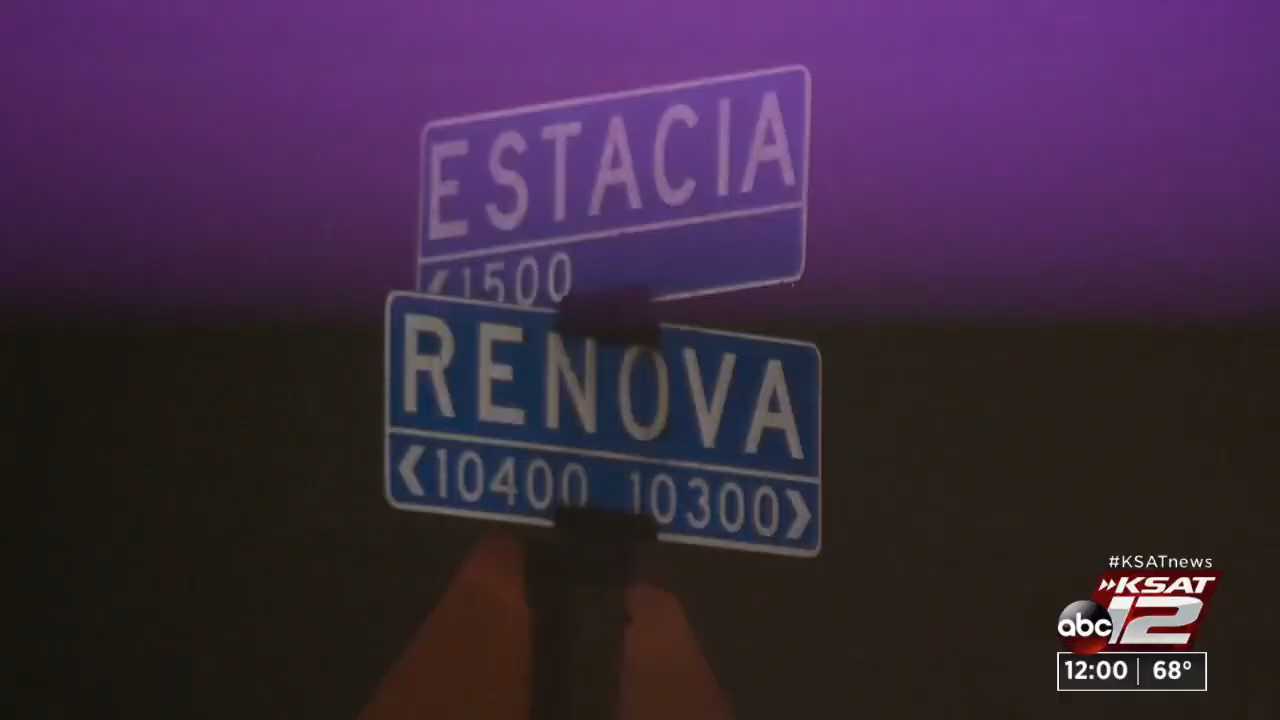 ESTACIA
<1500
RENOVA
<10400 10300>
#KSATnews
KSAT
abc 12
12:00 68°